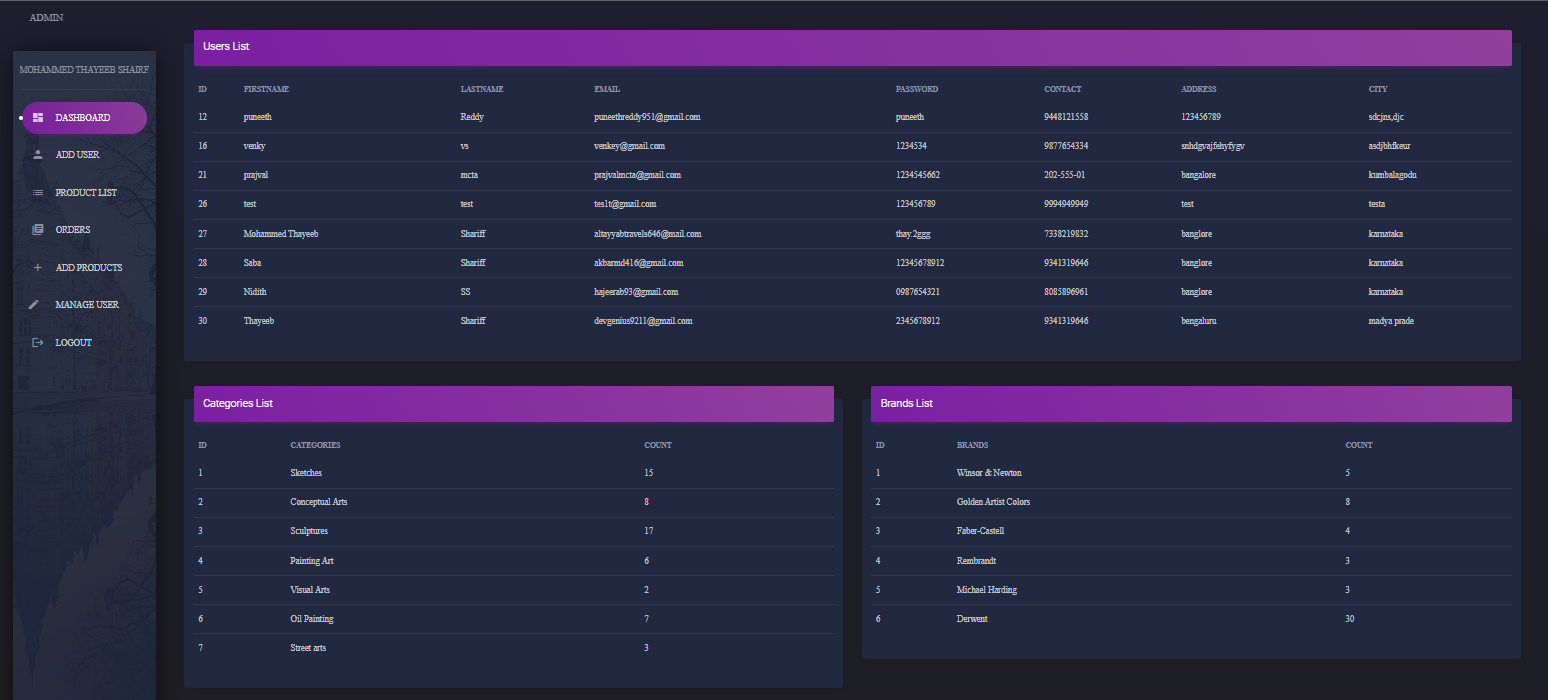 ADMIN
MOHAMMED THAYEEB SHAIRF
DASHBOARD
ADD USER
PRODUCT LIST
ORDERS
ADD PRODUCTS
MANAGE USER
LOGOUT
Users List
ID FIRSTNAME LASTNAME EMAIL PASSWORD CONTACT ADDRESS CITY
12 puneeth Reddy puneethreddy951@gmail.com puneeth 9448121558 123456789 sdcjns,djc
16 venky vs venkey@gmail.com 1234534 9877654334 snhdgvajfehyfygv asdjbhfkeur
21 prajval mcta prajvalmcta@gmail.com 1234545662 202-555-01 bangalore kumbalagodu
26 test test tes1t@gmail.com 123456789 9994949949 test testa
27 Mohammed Thayeeb Shariff altayyabtravels646@mail.com thay.2ggg 7338219832 banglore karnataka
28 Saba Shariff akbarmd416@gmail.com 12345678912 9341319646 banglore karnataka
29 Nidith SS hajeerab93@gmail.com 0987654321 8085896961 banglore karnataka
30 Thayeeb Shariff devgenius9211@gmail.com 2345678912 9341319646 bengaluru madya prade
Categories List
ID CATEGORIES COUNT
1 Sketches 15
2 Conceptual Arts 8
3 Sculptures 17
4 Painting Art 6
5 Visual Arts 2
6 Oil Painting 7
7 Street arts 3
Brands List
ID BRANDS COUNT
1 Winsor & Newton 5
2 Golden Artist Colors 8
3 Faber-Castell 4
4 Rembrandt 3
5 Michael Harding 3
6 Derwent 30